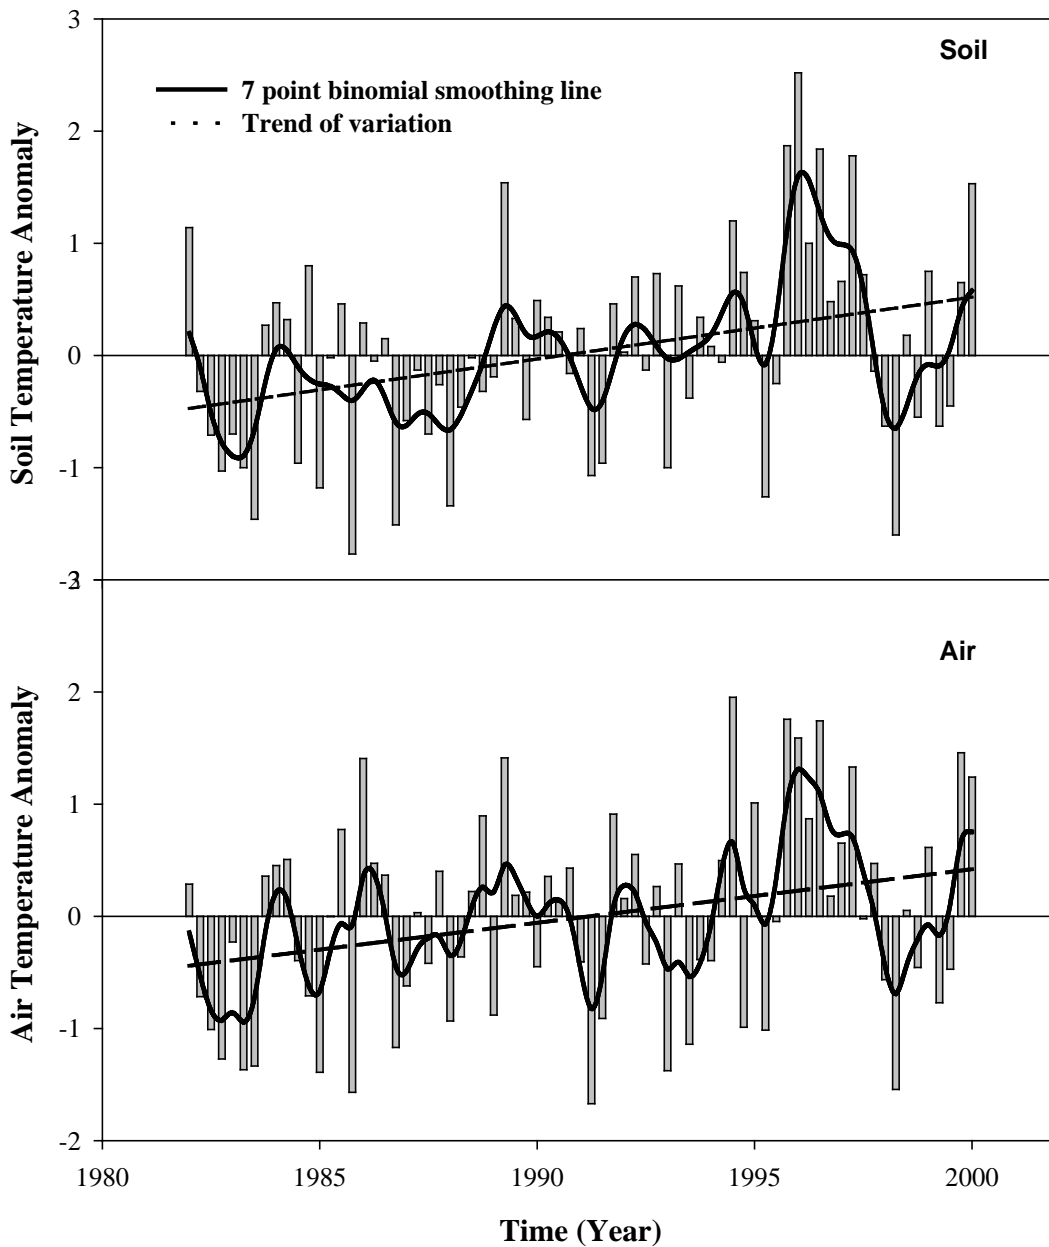 3
Soil
7 point binomial smoothing line
Trend of variation
2
1
0
-1
-2
3
Soil Temperature Anomaly
Air
2
1
0
-1
-2
Air Temperature Anomaly
1980
1985
1990
1995
2000
Time (Year)